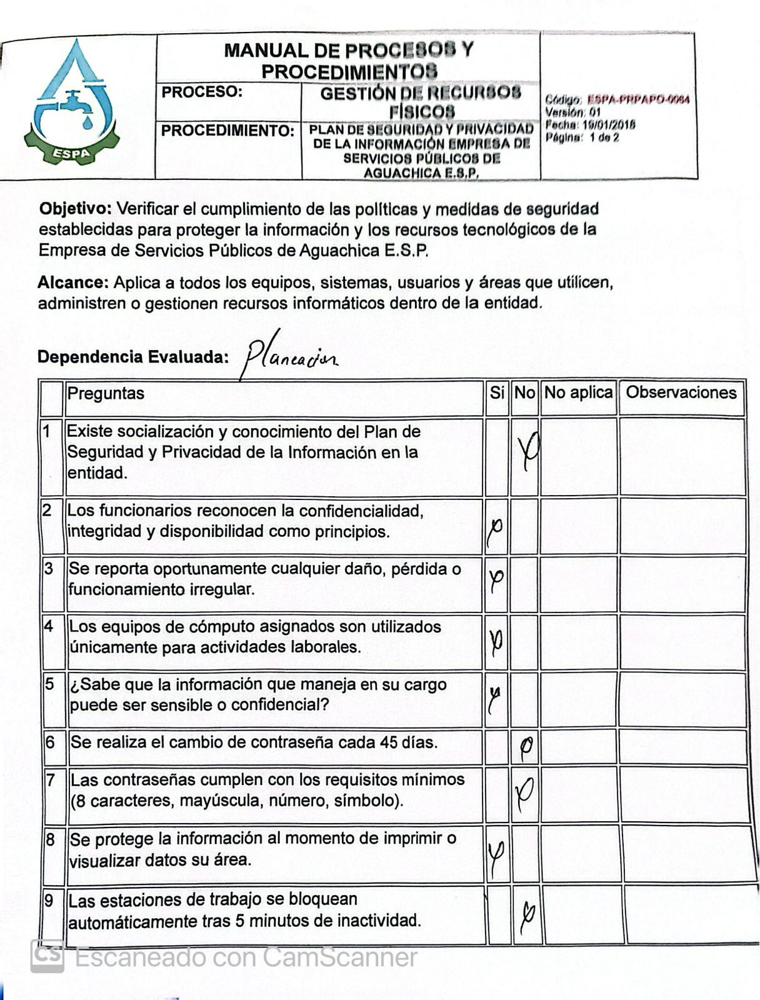 ESPA
MANUAL DE PROCESOS Y
PROCEDIMIENTOS
PROCESO:
GESTIÓN DE RECURSOS
FÍSICOS
PROCEDIMIENTO:
PLAN DE SEGURIDAD Y PRIVACIDAD
DE LA INFORMACIÓN EMPRESA DE
SERVICIOS PÚBLICOS DE
AGUACHICA E.S.P.
Código: ESPA-PRPAPO-0084
Versión: 01
Fecha: 19/01/2018
Página: 1 de 2
Objetivo: Verificar el cumplimiento de las políticas y medidas de seguridad
establecidas para proteger la información y los recursos tecnológicos de la
Empresa de Servicios Públicos de Aguachica E.S.P.
Alcance: Aplica a todos los equipos, sistemas, usuarios y áreas que utilicen,
administren o gestionen recursos informáticos dentro de la entidad.
Dependencia Evaluada: Planeacion
Preguntas Si No No aplica Observaciones
1 Existe socialización y conocimiento del Plan de
Seguridad y Privacidad de la Información en la
entidad.
2 Los funcionarios reconocen la confidencialidad,
integridad y disponibilidad como principios.
3 Se reporta oportunamente cualquier daño, pérdida o
funcionamiento irregular.
4 Los equipos de cómputo asignados son utilizados
únicamente para actividades laborales.
5 ¿Sabe que la información que maneja en su cargo
puede ser sensible o confidencial?
6 Se realiza el cambio de contraseña cada 45 días.
7 Las contraseñas cumplen con los requisitos mínimos
(8 caracteres, mayúscula, número, símbolo).
8 Se protege la información al momento de imprimir o
visualizar datos su área.
9 Las estaciones de trabajo se bloquean
automáticamente tras 5 minutos de inactividad.
CS Escaneado con CamScanner